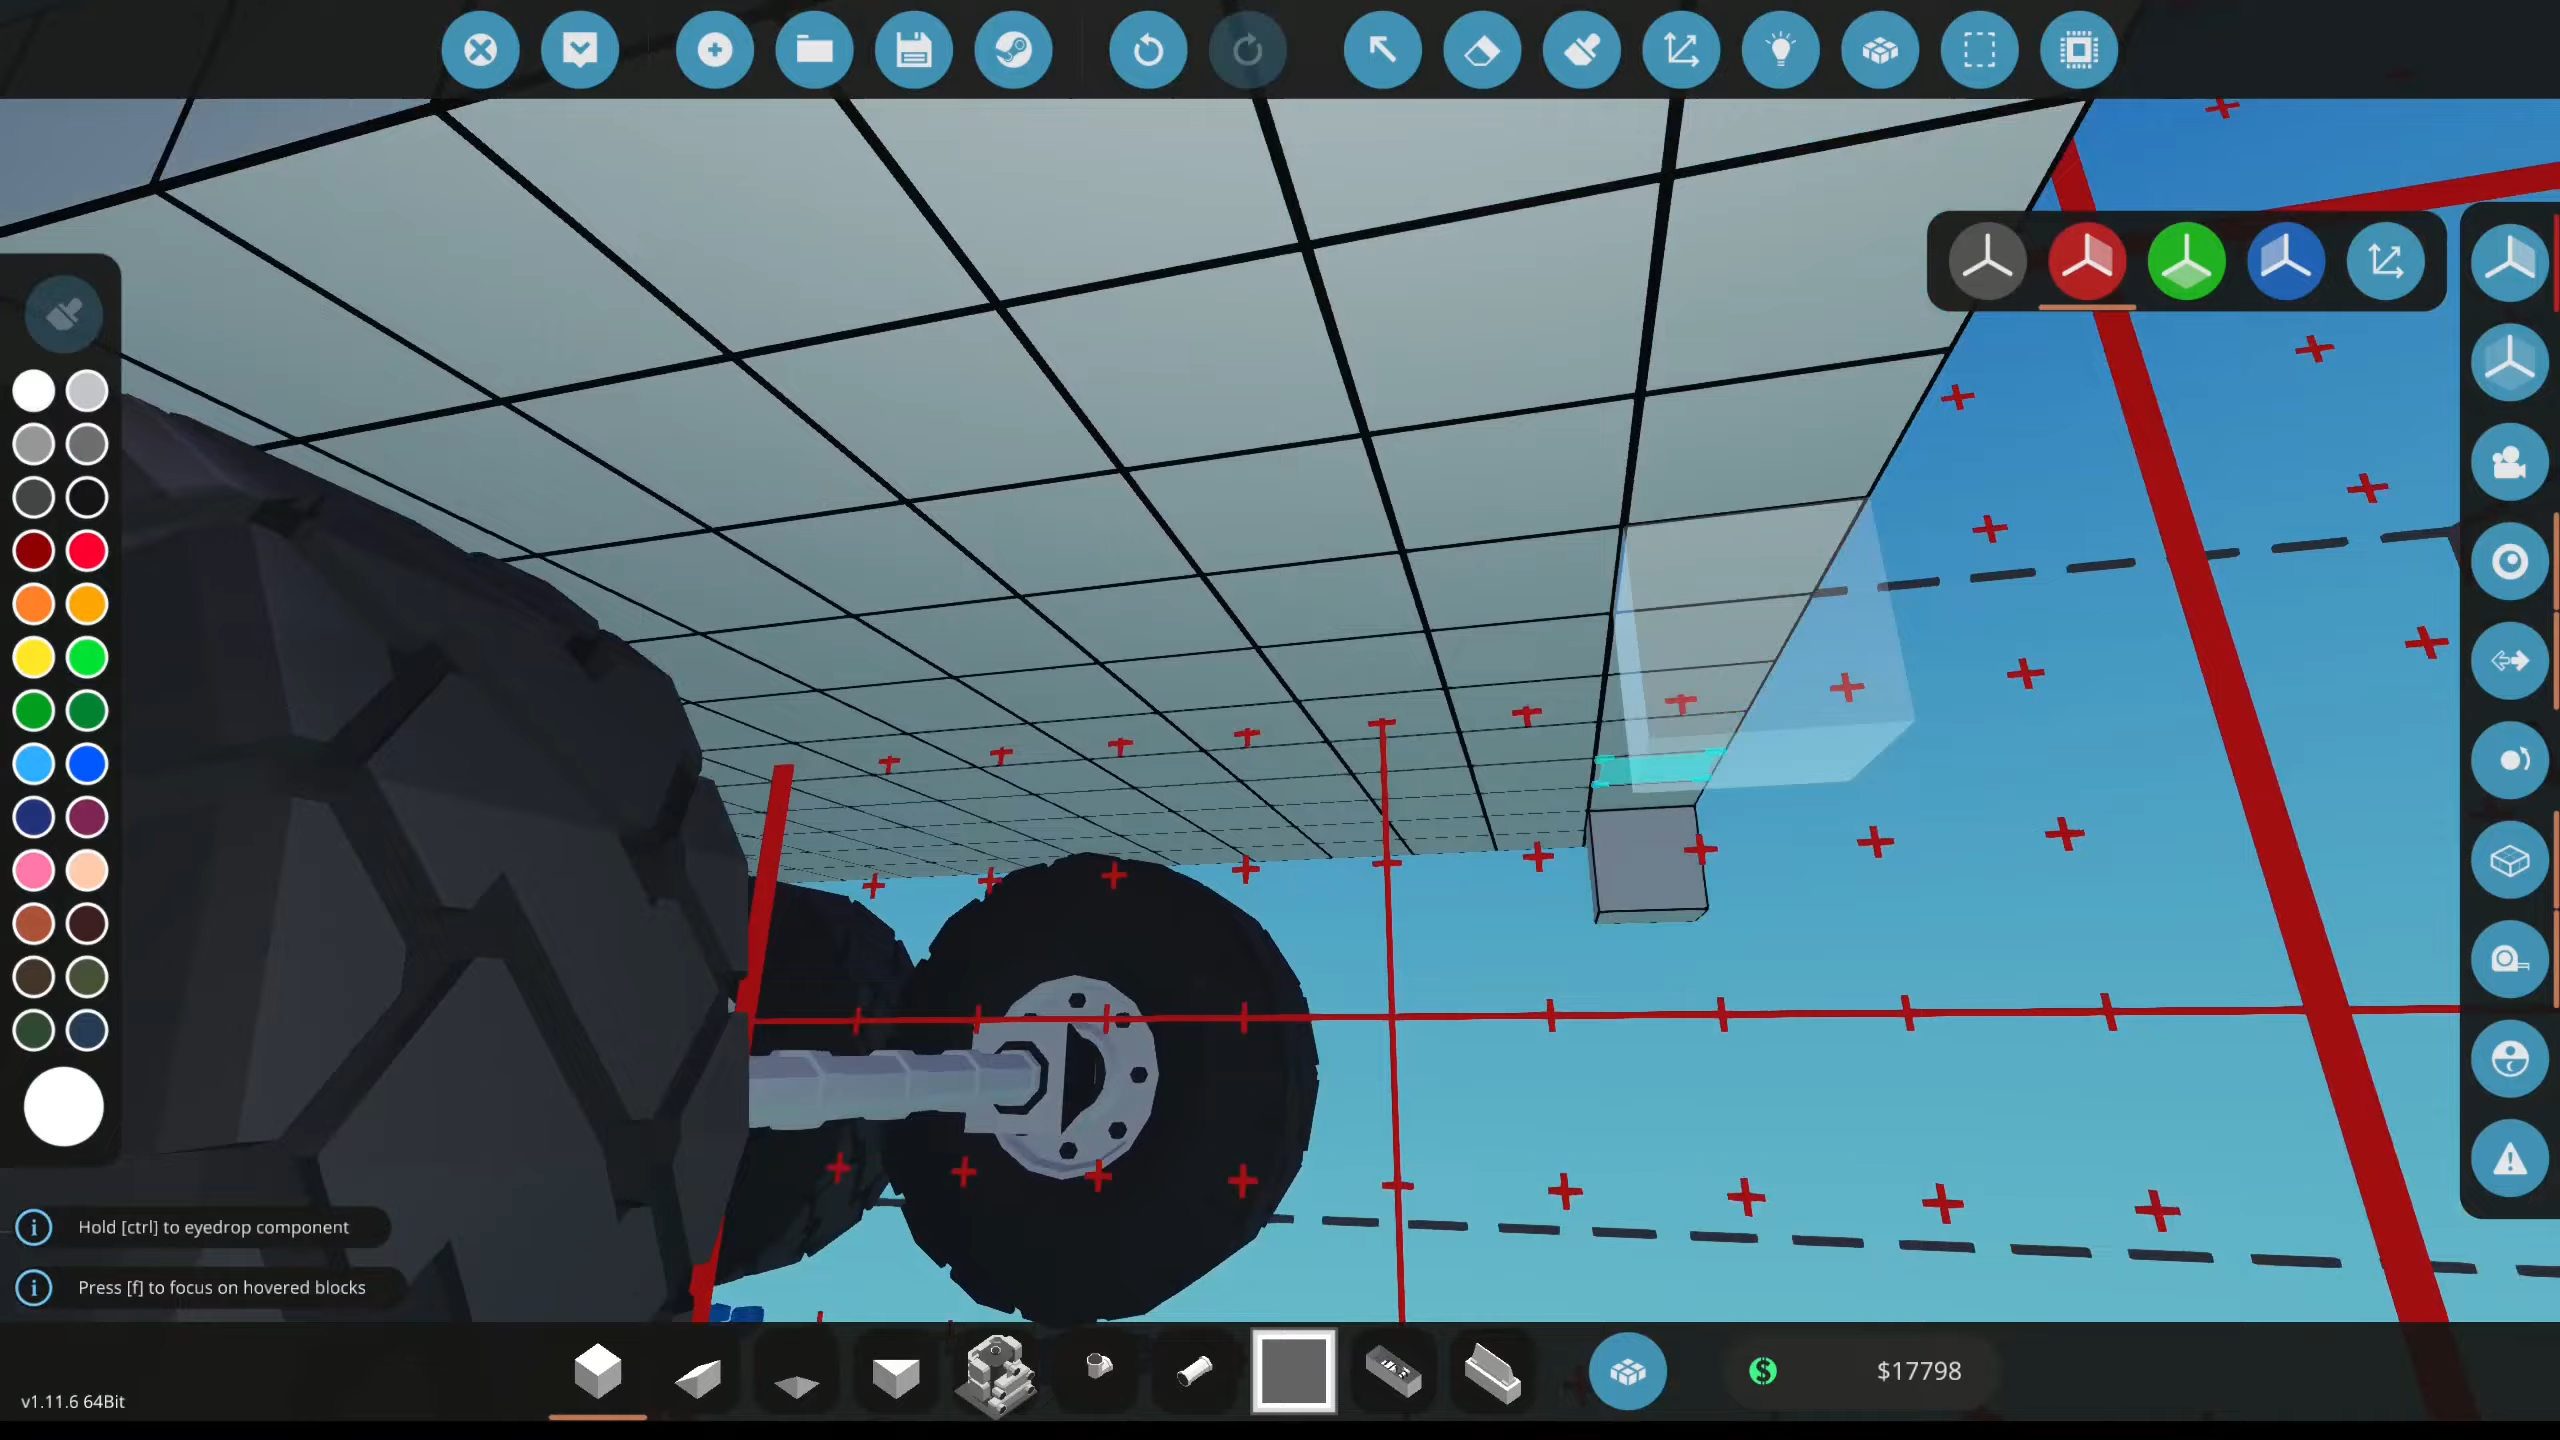 Hold [ctrl] to eyedrop component
Press [f] to focus on hovered blocks
$17798
v1.11.6 64Bit